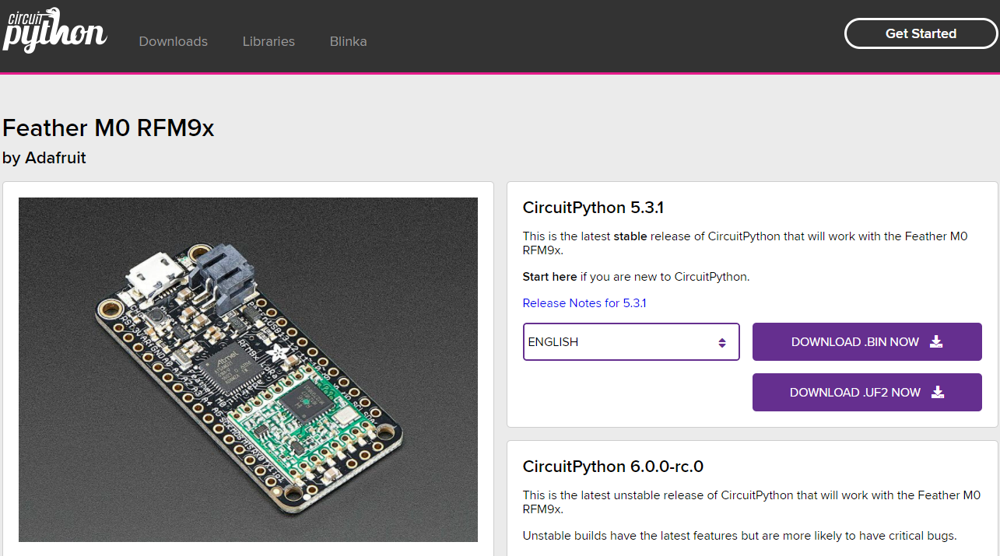 circuit
python
Downloads
Libraries
Blinka
Get Started
Feather M0 RFM9x
by Adafruit
CircuitPython 5.3.1
This is the latest stable release of CircuitPython that will work with the Feather M0
RFM9x.
Start here if you are new to CircuitPython.
Release Notes for 5.3.1
ENGLISH
DOWNLOAD .BIN NOW
DOWNLOAD .UF2 NOW
CircuitPython 6.0.0-rc.0
This is the latest unstable release of CircuitPython that will work with the Feather M0
RFM9x.
Unstable builds have the latest features but are more likely to have critical bugs.
Atmel